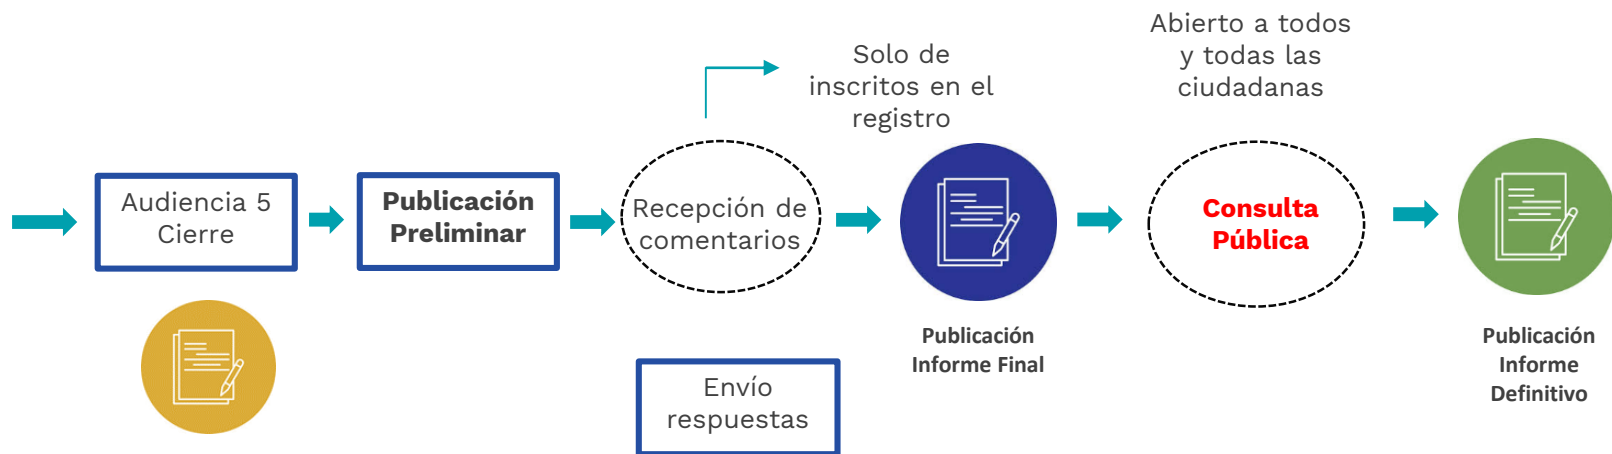 Audiencia 5
Cierre
Publicación
Preliminar
Solo de
inscritos en el
registro
Recepción de
comentarios
Envío
respuestas
Publicación
Informe Final
Abierto a todos
y todas las
ciudadanas
Consulta
Pública
Publicación
Informe
Definitivo